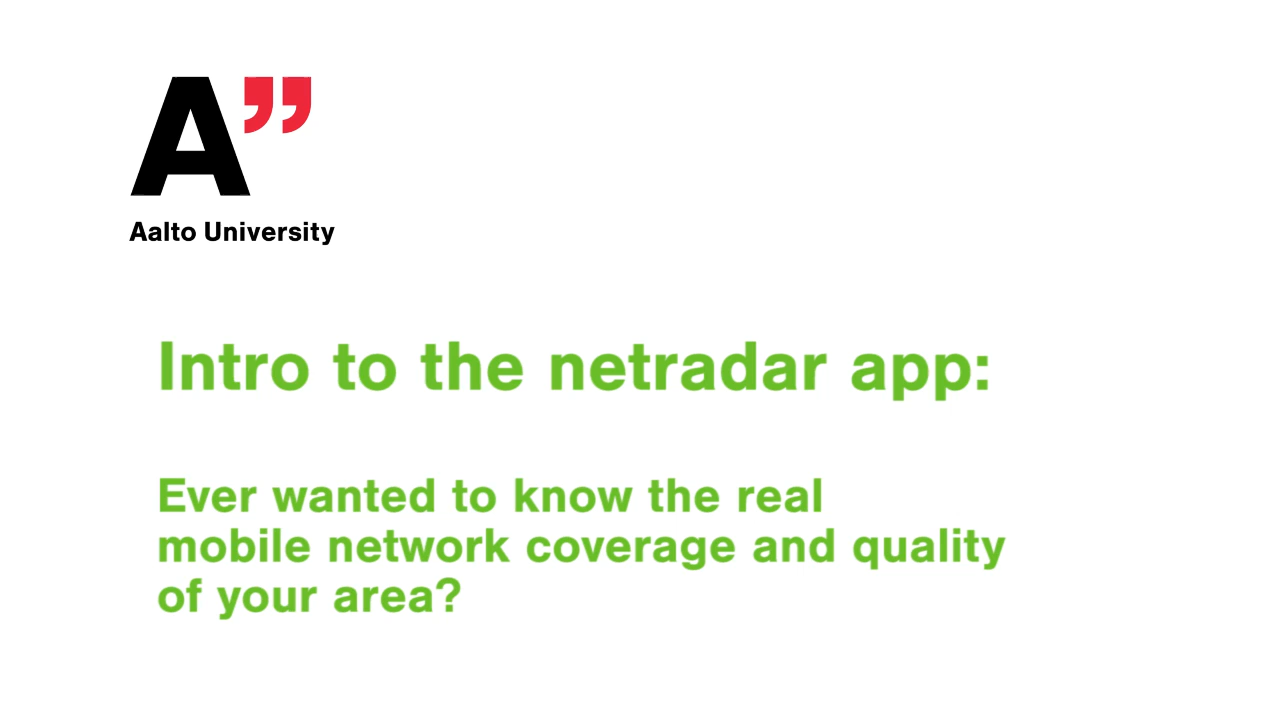 A”
Aalto University
Intro to the netradar app:
Ever wanted to know the real
mobile network coverage and quality
of your area?